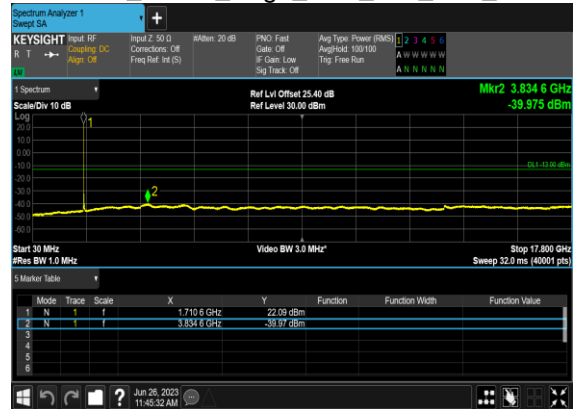 Spectrum Analyzer 1
Swept SA
+
KEYSIGHT Input: RF
R T Coupling: DC
Align: Off
Input Z: 50 Ω
Corrections: Off
Freq Ref: Int (S)
#Atten: 20 dB
PNO: Fast
Gate: Off
IF Gain: Low
Sig Track: Off
Avg Type: Power (RMS)
Avg|Hold: 100/100
Trig: Free Run
1 2 3 4 5 6
A W W W W W
A N N N N N
LW
1 Spectrum
Scale/Div 10 dB
Ref Lvl Offset 25.40 dB
Ref Level 30.00 dBm
Mkr2 3.834 6 GHz
-39.975 dBm
Log
20.0
10.0
0.00
-10.0
-20.0
-30.0
-40.0
-50.0
-60.0
1
2
DL1 -13.00 dBm
Start 30 MHz
#Res BW 1.0 MHz
Video BW 3.0 MHz*
Stop 17.800 GHz
Sweep 32.0 ms (40001 pts)
5 Marker Table
Mode Trace Scale X Y Function Function Width Function Value
1 N 1 f 1.710 6 GHz 22.09 dBm
2 N 1 f 3.834 6 GHz -39.97 dBm
3
4
5
6
?
Jun 26, 2023
11:45:32 AM